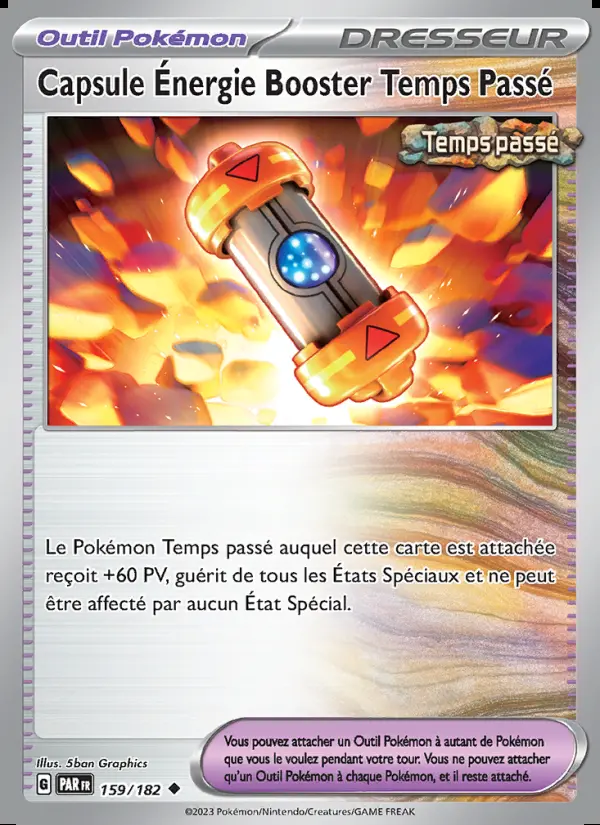 Outil Pokémon
DRESSEUR
Capsule Énergie Booster Temps Passé
Temps passé
Le Pokémon Temps passé auquel cette carte est attachée
reçoit +60 PV, guérit de tous les États Spéciaux et ne peut
être affecté par aucun État Spécial.
Vous pouvez attacher un Outil Pokémon à autant de Pokémon
que vous le voulez pendant votre tour. Vous ne pouvez attacher
qu'un Outil Pokémon à chaque Pokémon, et il reste attaché.
Illus. 5ban Graphics
G PAR FR 159/182
©2023 Pokémon/Nintendo/Creatures/GAME FREAK